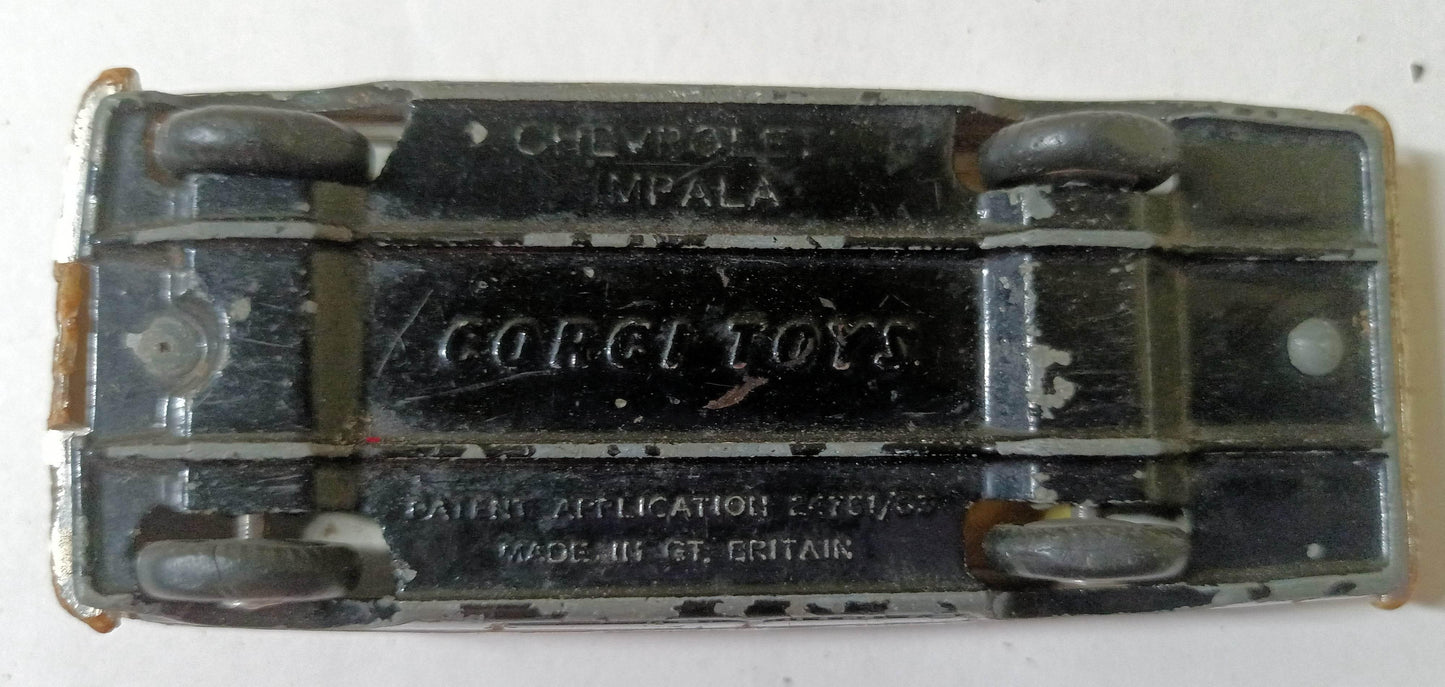 CHEVROLET
IMPALA
CORGI TOYS
PATENT APPLICATION
MADE IN GT. BRITAIN